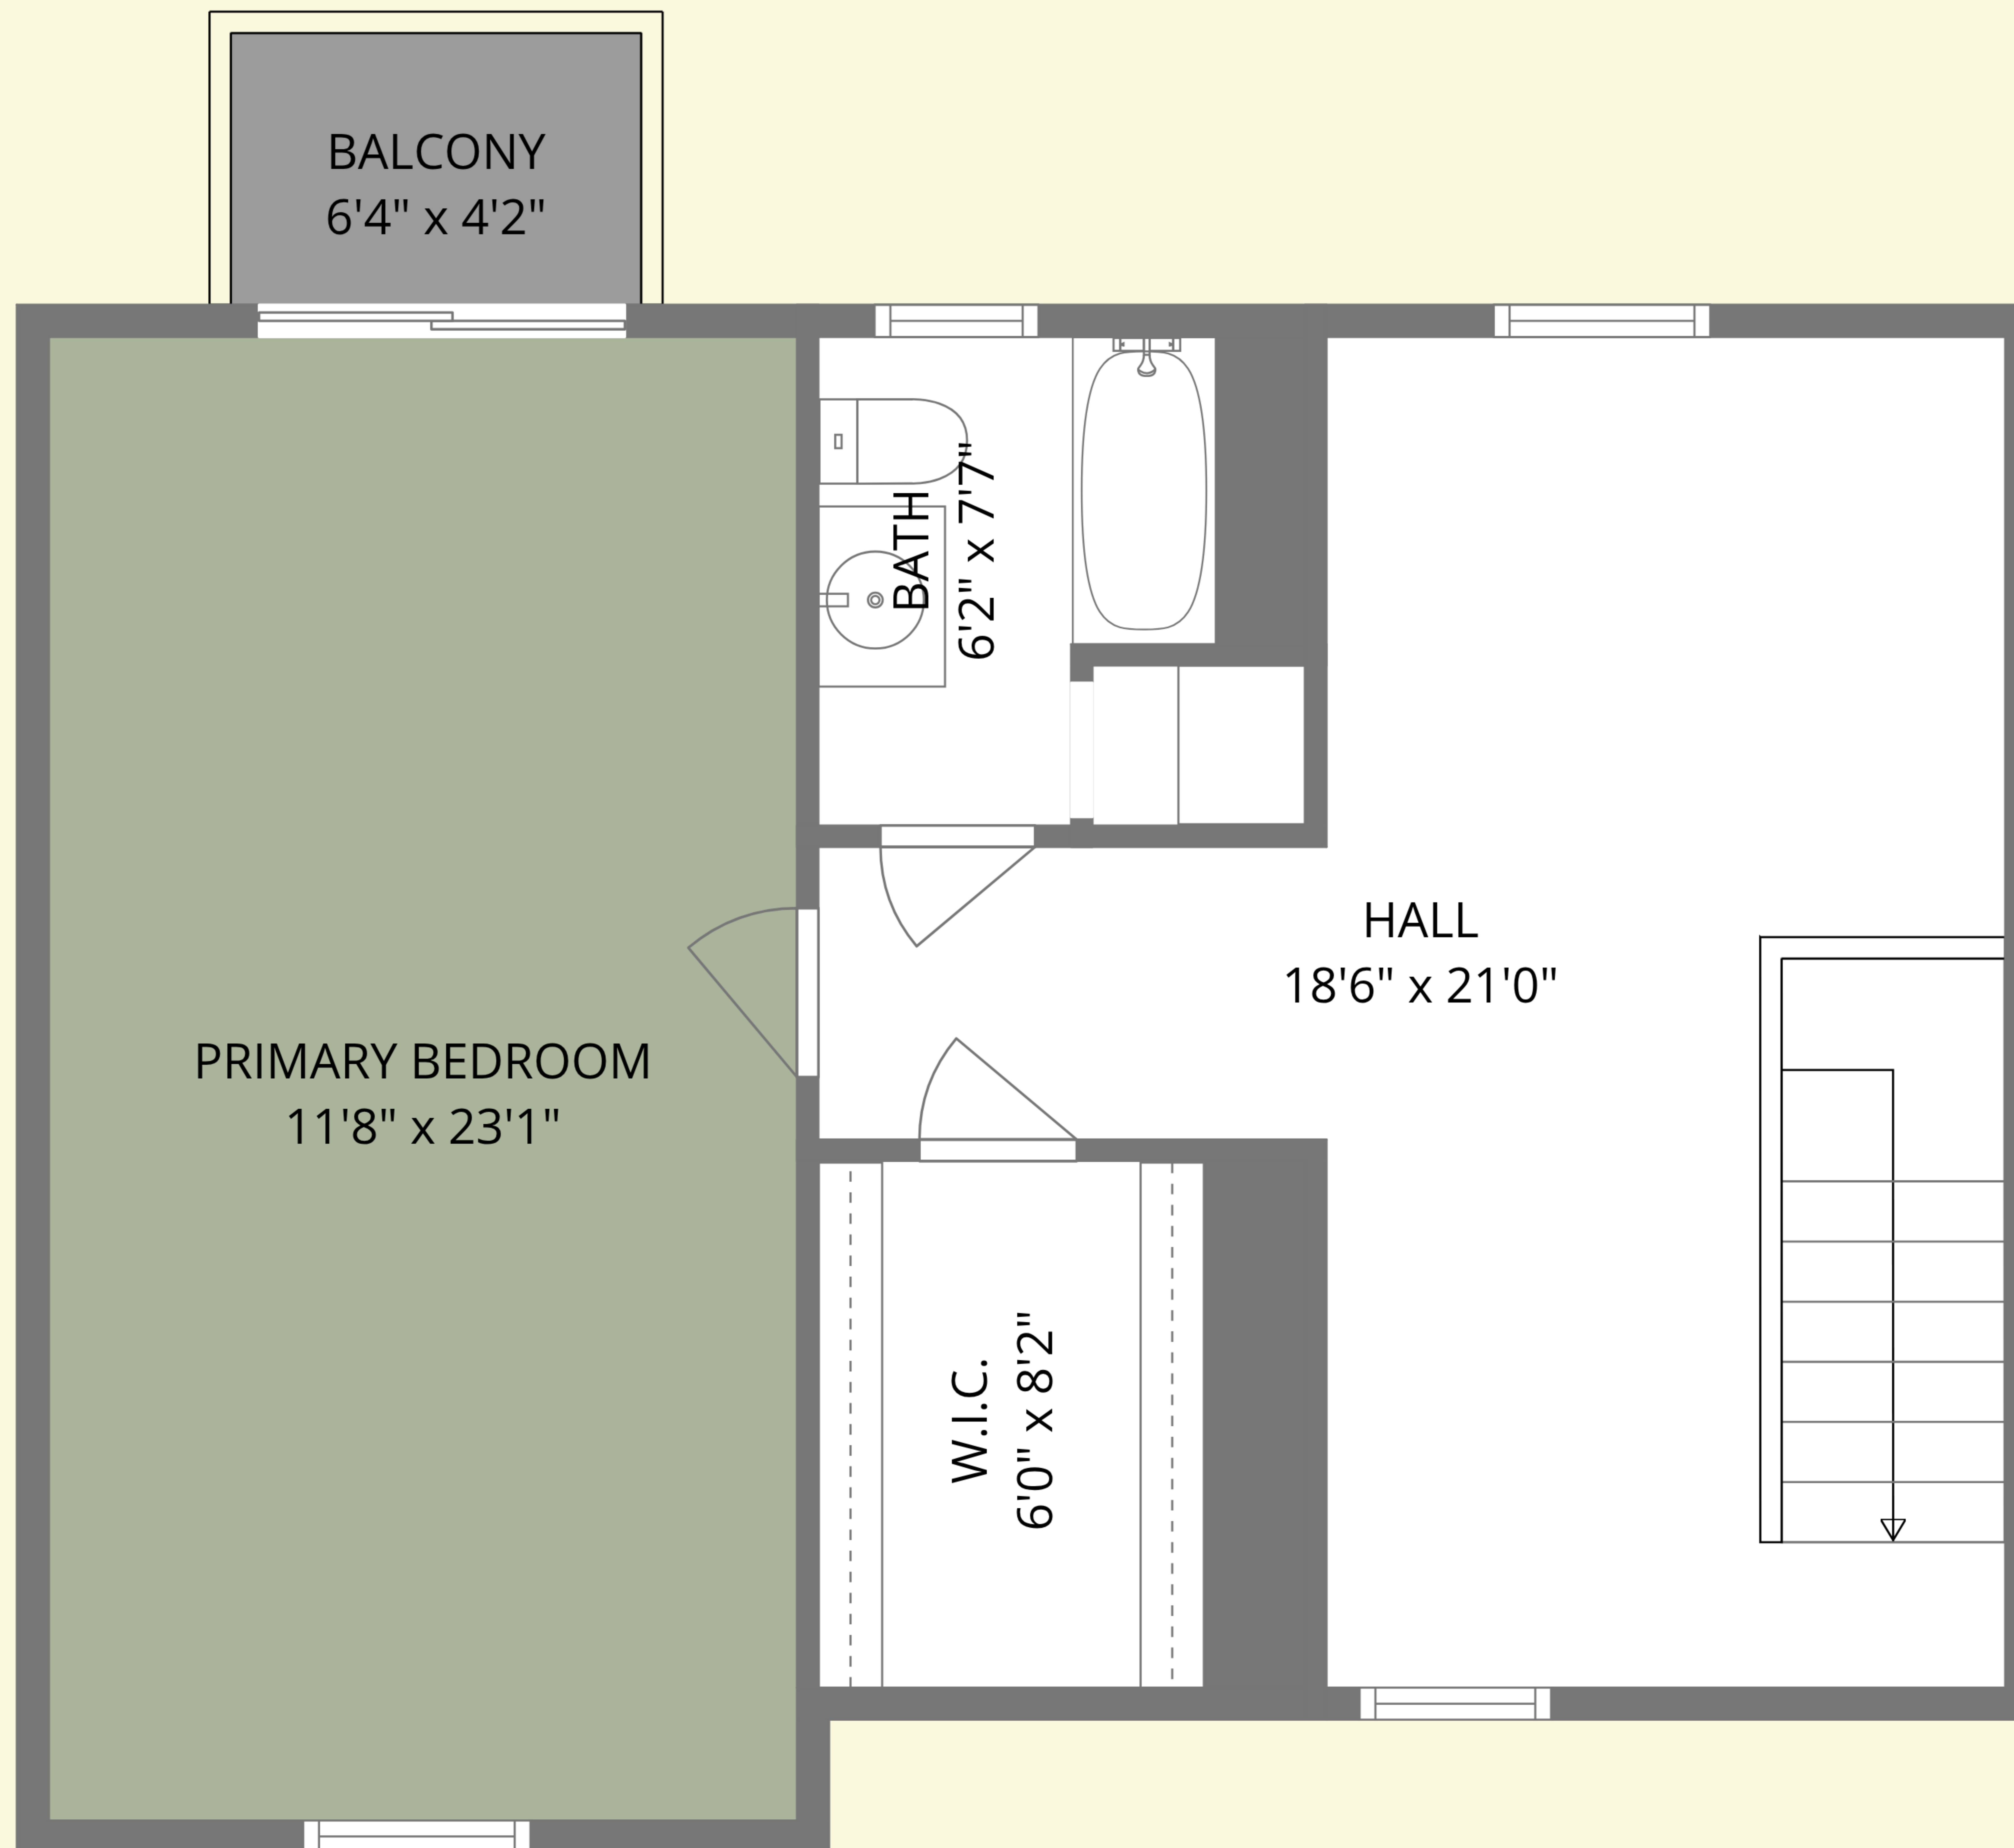 BALCONY
6'4" x 4'2"
BATH
6'2" x 7'7"
HALL
18'6" x 21'0"
PRIMARY BEDROOM
11'8" x 23'1"
W.I.C.
6'0" x 8'2"